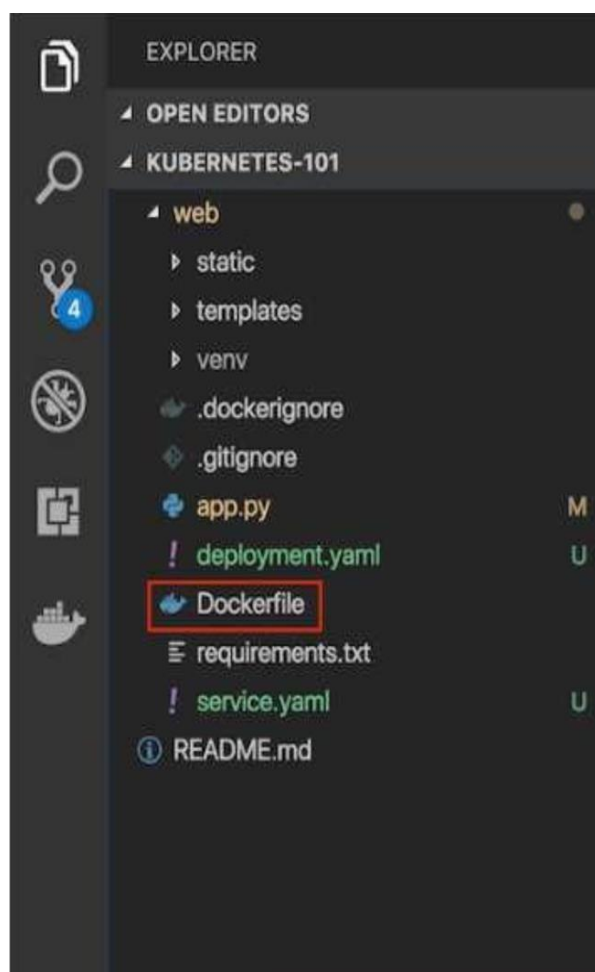 EXPLORER
OPEN EDITORS
KUBERNETES-101
web
static
templates
4
venv
.dockerignore
.gitignore
app.py M
deployment.yaml U
Dockerfile
requirements.txt
service.yaml U
README.md